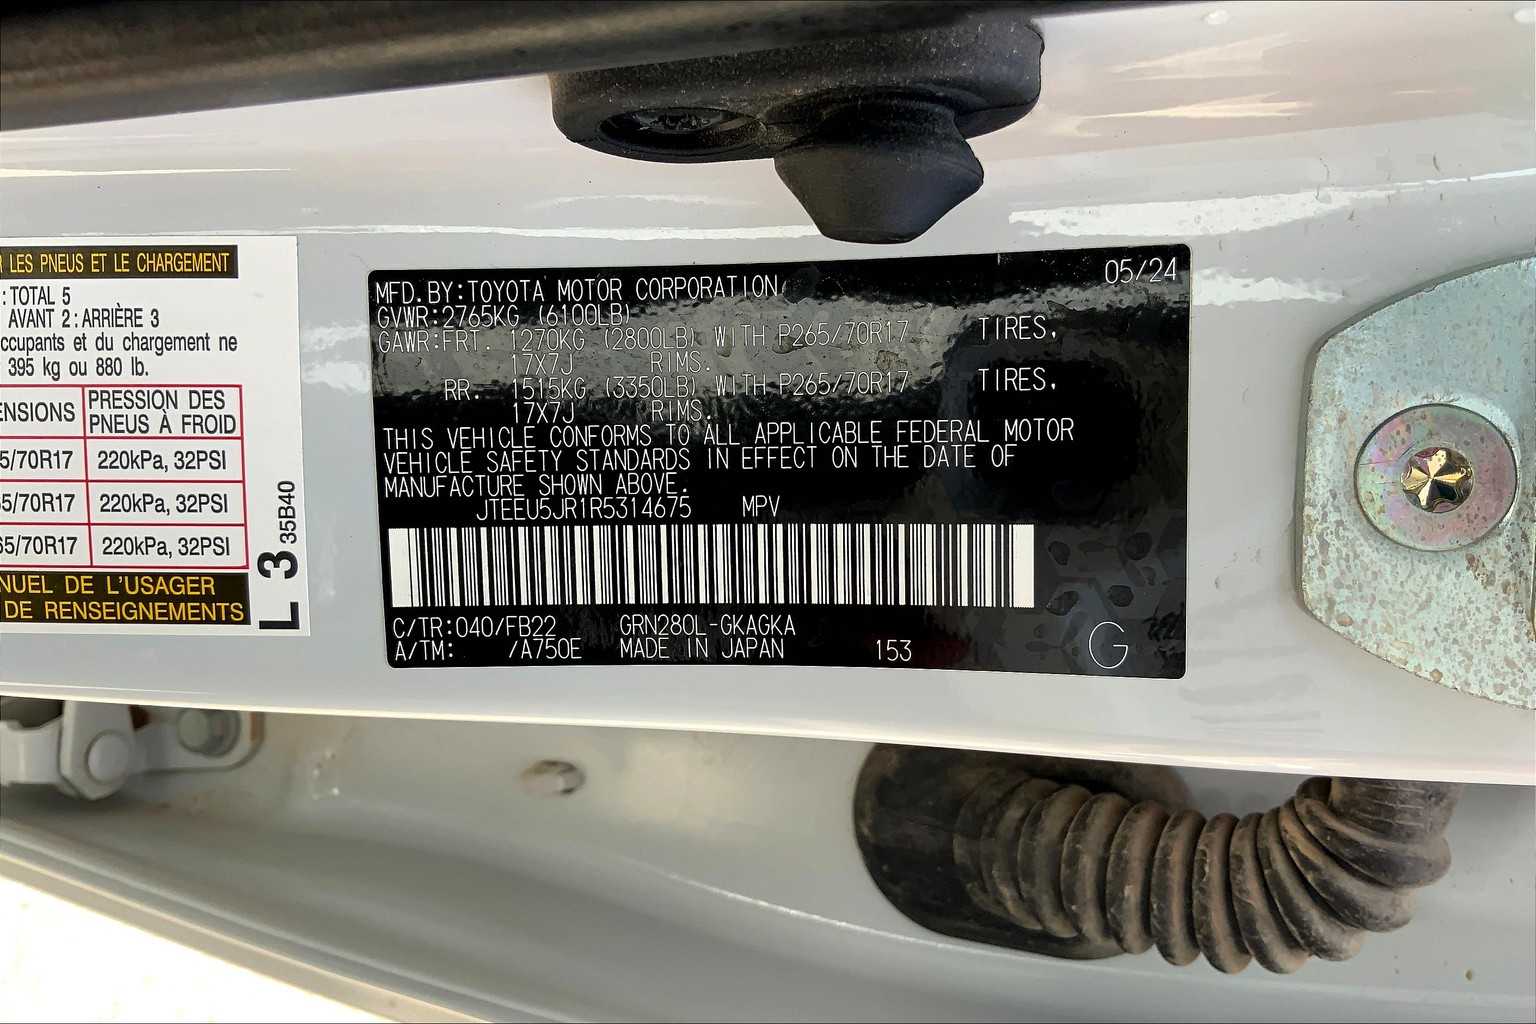 LES PNEUS ET LE CHARGEMENT
: TOTAL 5
AVANT 2 : ARRIÈRE 3
ccupants et du chargement ne
395 kg ou 880 lb.
ENSIONS PRESSION DES
PNEUS À FROID
5/70R17 220kPa, 32PSI
65/70R17 220kPa, 32PSI
65/70R17 220kPa, 32PSI
NUEL DE L'USAGER
DE RENSEIGNEMENTS
L 3 35B40
05/24
MFD.BY:TOYOTA MOTOR CORPORATION
GVWR:2765KG (6100LB)
GAWR:FRT. 1270KG (2800LB) WITH P265/70R17 TIRES,
17X7J RIMS.
RR. 1515KG (3350LB) WITH P265/70R17 TIRES,
17X7J RIMS.
THIS VEHICLE CONFORMS TO ALL APPLICABLE FEDERAL MOTOR
VEHICLE SAFETY STANDARDS IN EFFECT ON THE DATE OF
MANUFACTURE SHOWN ABOVE.
JTEEU5JR1R5314675 MPV
C/TR:040/FB22 GRN280L-GKAGKA
A/TM: /A750E MADE IN JAPAN 153
G